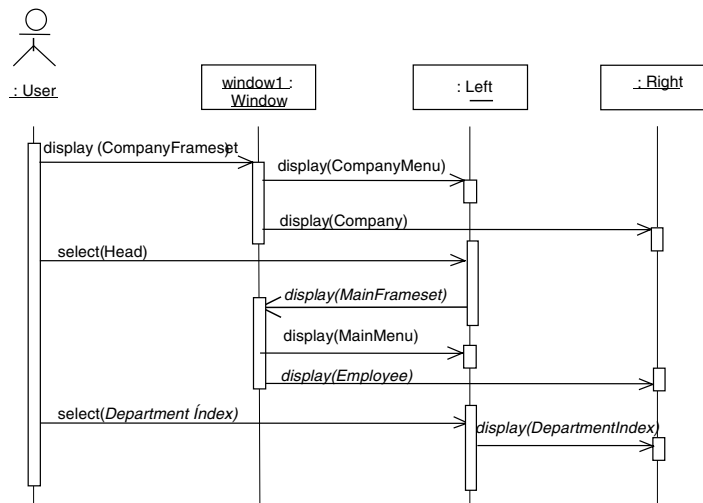 : User
window1 :
Window
: Left
: Right
display (CompanyFrameset)
display(CompanyMenu)
display(Company)
select(Head)
display(MainFrameset)
display(MainMenu)
display(Employee)
select(Department Índex)
display(DepartmentIndex)